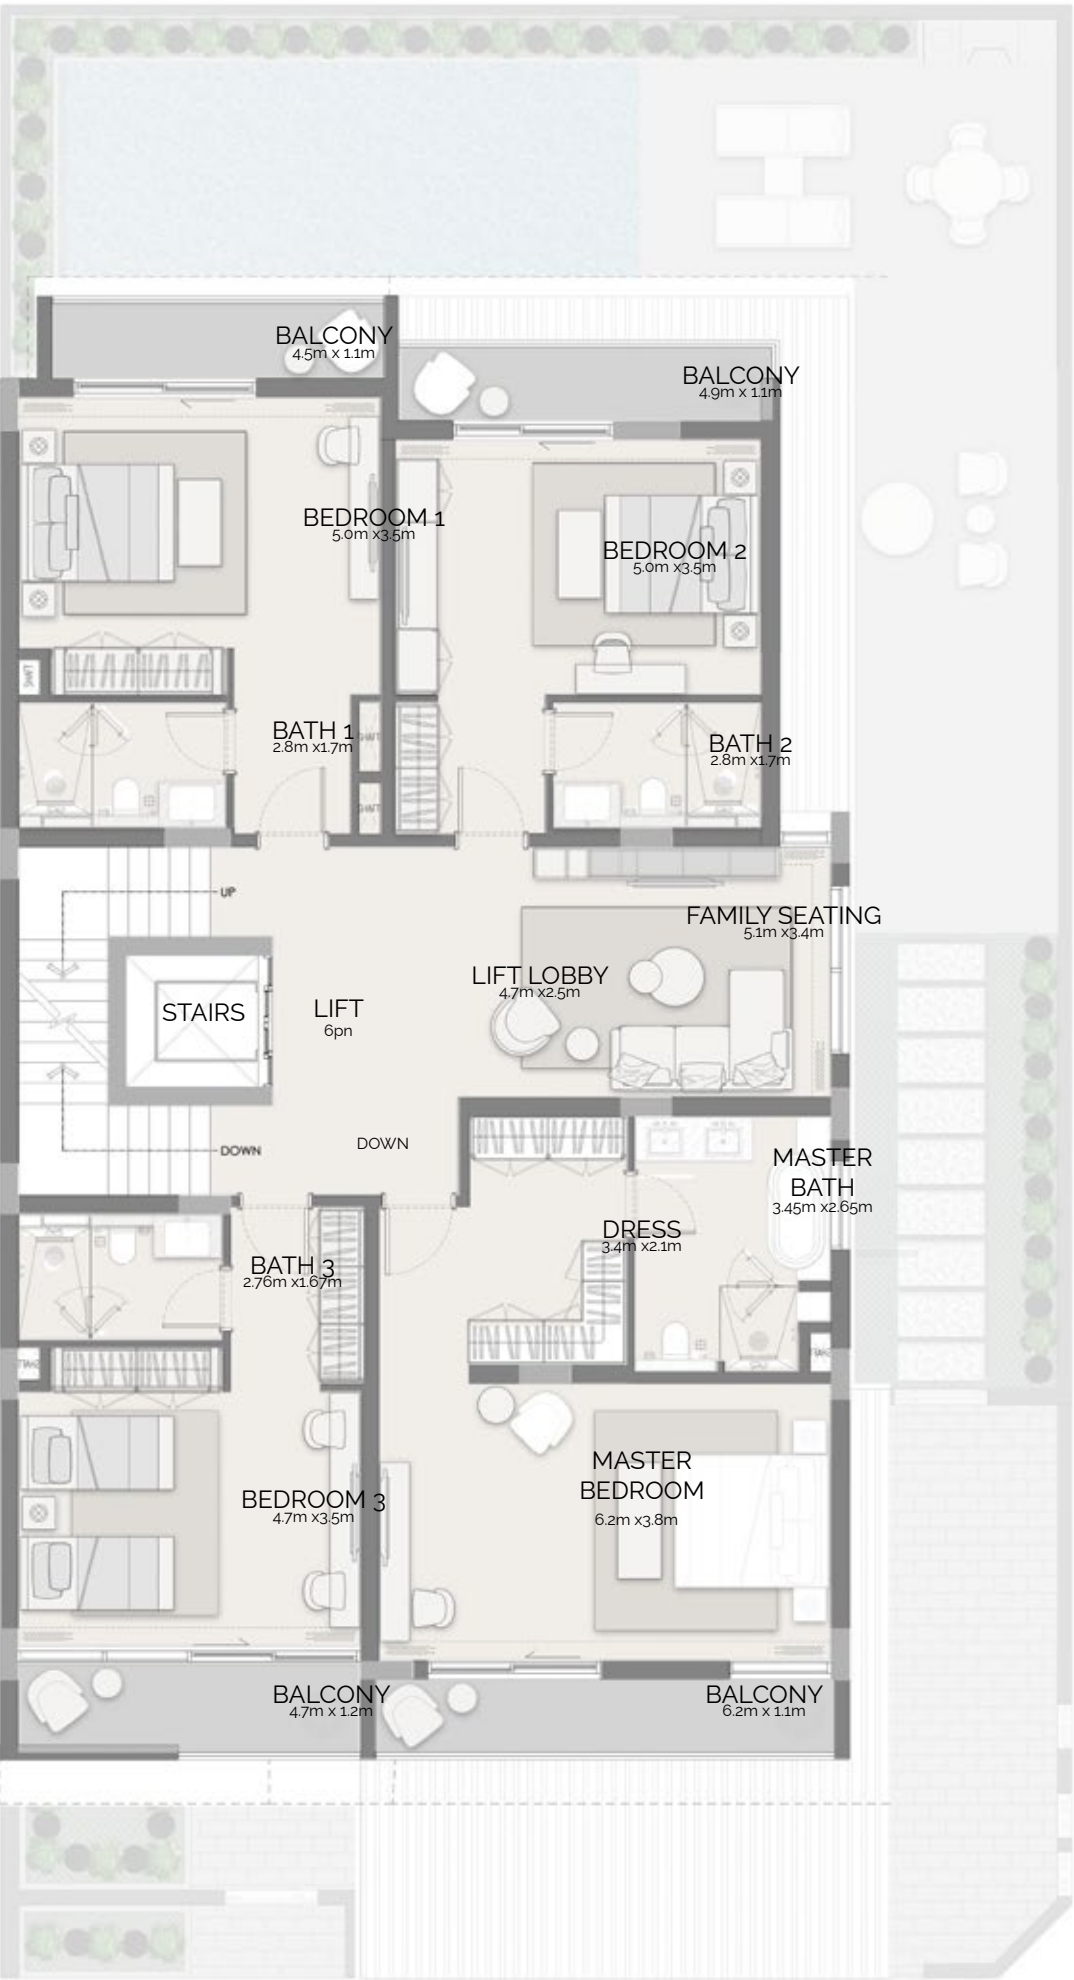 BALCONY
4.5m x 1.1m
BALCONY
4.9m x 1.1m
BEDROOM 1
5.0m x3.5m
BEDROOM 2
5.0m x3.5m
SHAFT
BATH 1
2.8m x1.7m
BATH 2
2.8m x1.7m
UP
FAMILY SEATING
5.1m x3.4m
LIFT LOBBY
4.7m x2.5m
STAIRS
LIFT
6pn
DOWN
DOWN
MASTER
BATH
3.45m x2.65m
DRESS
3.4m x2.1m
BATH 3
2.76m x1.67m
MASTER
BEDROOM
6.2m x3.8m
BEDROOM 3
4.7m x3.5m
BALCONY
4.7m x 1.2m
BALCONY
6.2m x 1.1m